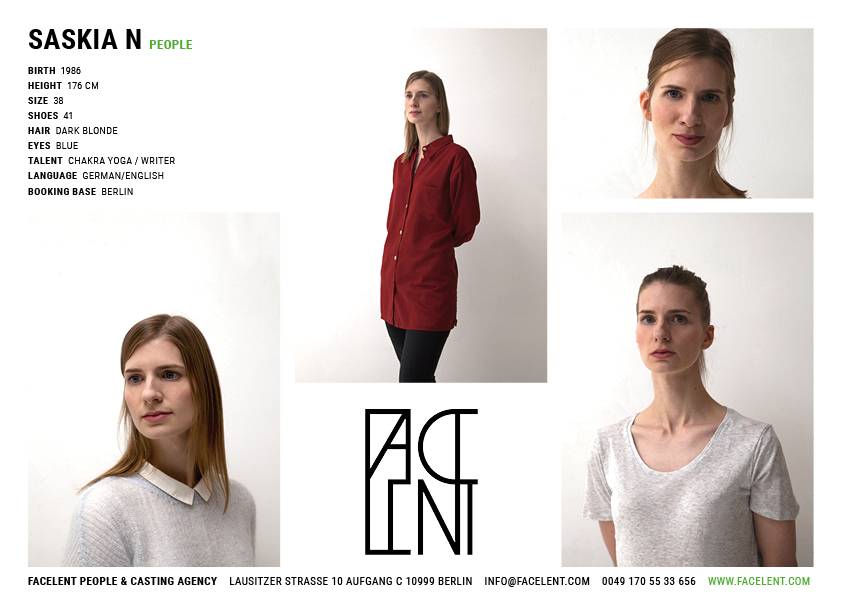 SASKIA N PEOPLE
BIRTH 1986
HEIGHT 176 CM
SIZE 38
SHOES 41
HAIR DARK BLONDE
EYES BLUE
TALENT CHAKRA YOGA / WRITER
LANGUAGE GERMAN/ENGLISH
BOOKING BASE BERLIN
FACE
LENT
FACELENT PEOPLE & CASTING AGENCY LAUSITZER STRASSE 10 AUFGANG C 10999 BERLIN INFO@FACELENT.COM 0049 170 55 33 656 WWW.FACELENT.COM